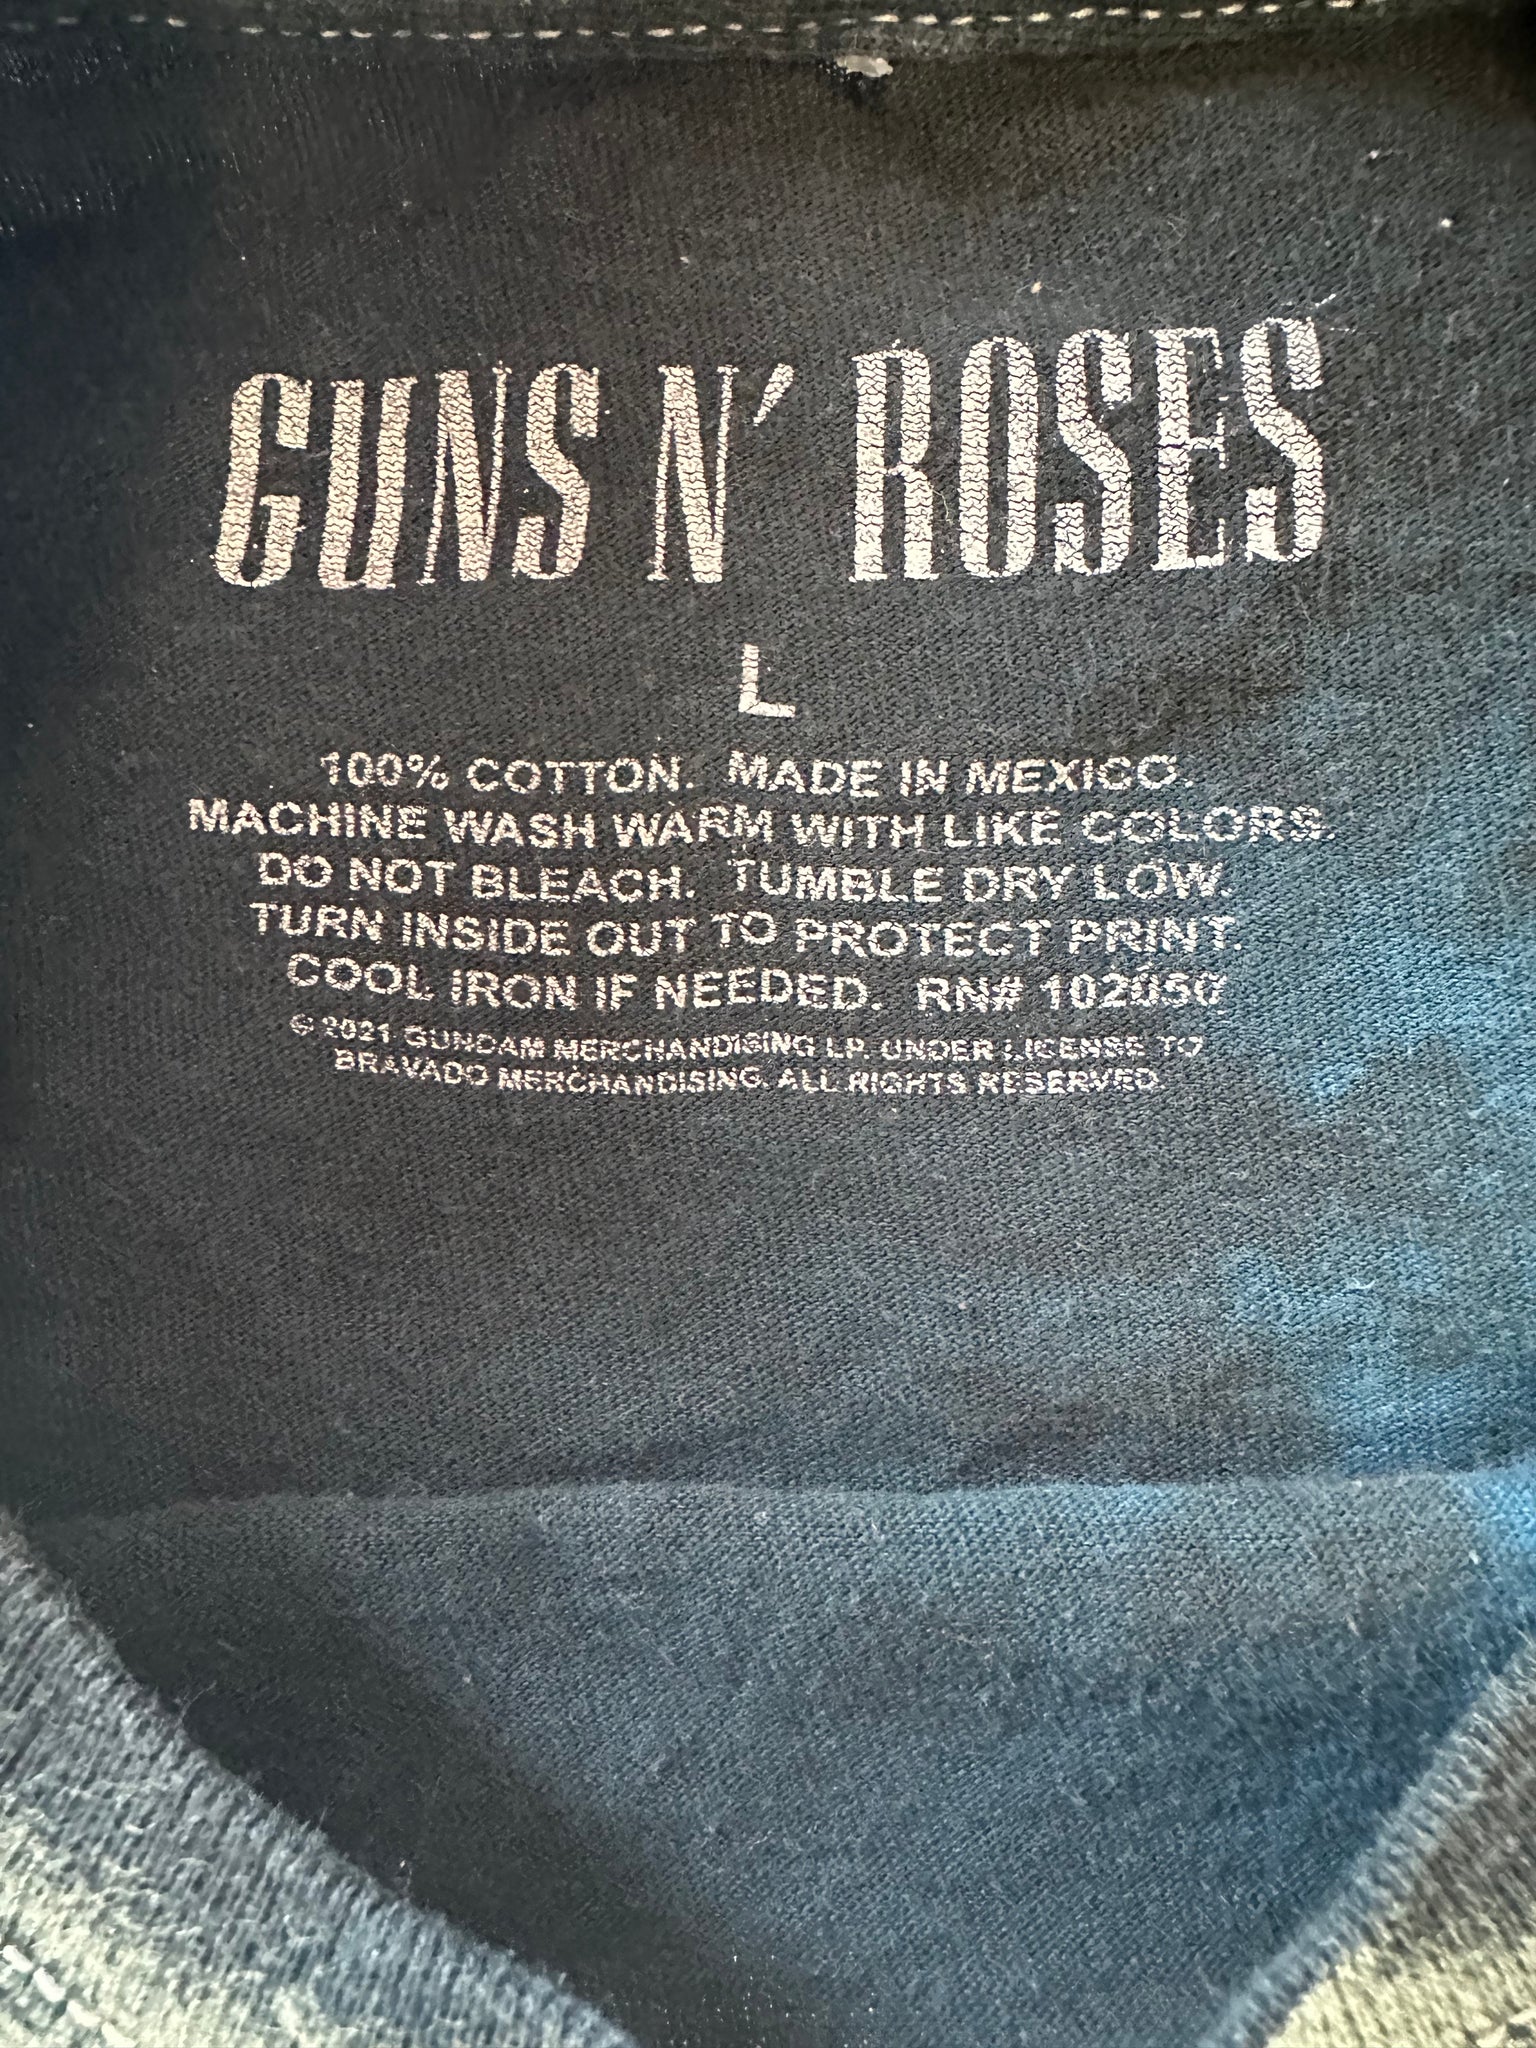 GUNS N' ROSES
L
100% COTTON. MADE IN MEXICO.
MACHINE WASH WARM WITH LIKE COLORS.
DO NOT BLEACH. TUMBLE DRY LOW.
TURN INSIDE OUT TO PROTECT PRINT.
COOL IRON IF NEEDED. RN#
© 2021 GUNDAM MERCHANDISING LP. UNDER LICENSE TO
BRAVADO MERCHANDISING. ALL RIGHTS RESERVED.